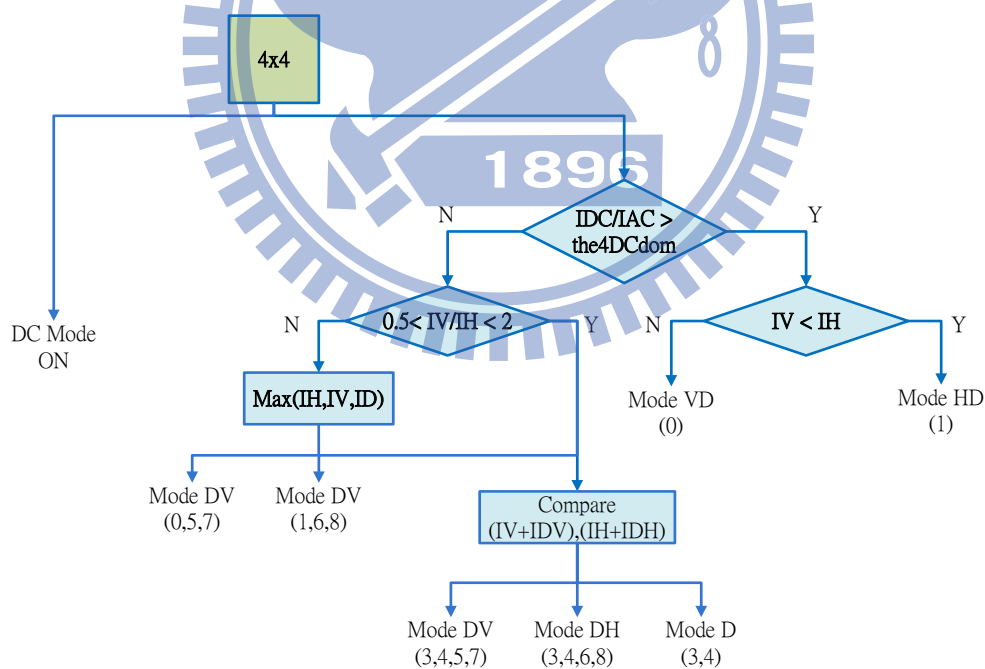 4x4
8
1896
IDC/IAC >
the4DCdom
N
Y
DC Mode
ON
0.5< IV/IH < 2
N
Y
IV < IH
N
Y
Max(IH,IV,ID)
Mode VD
(0)
Mode HD
(1)
Mode DV
(0,5,7)
Mode DV
(1,6,8)
Compare
(IV+IDV),(IH+IDH)
Mode DV
(3,4,5,7)
Mode DH
(3,4,6,8)
Mode D
(3,4)